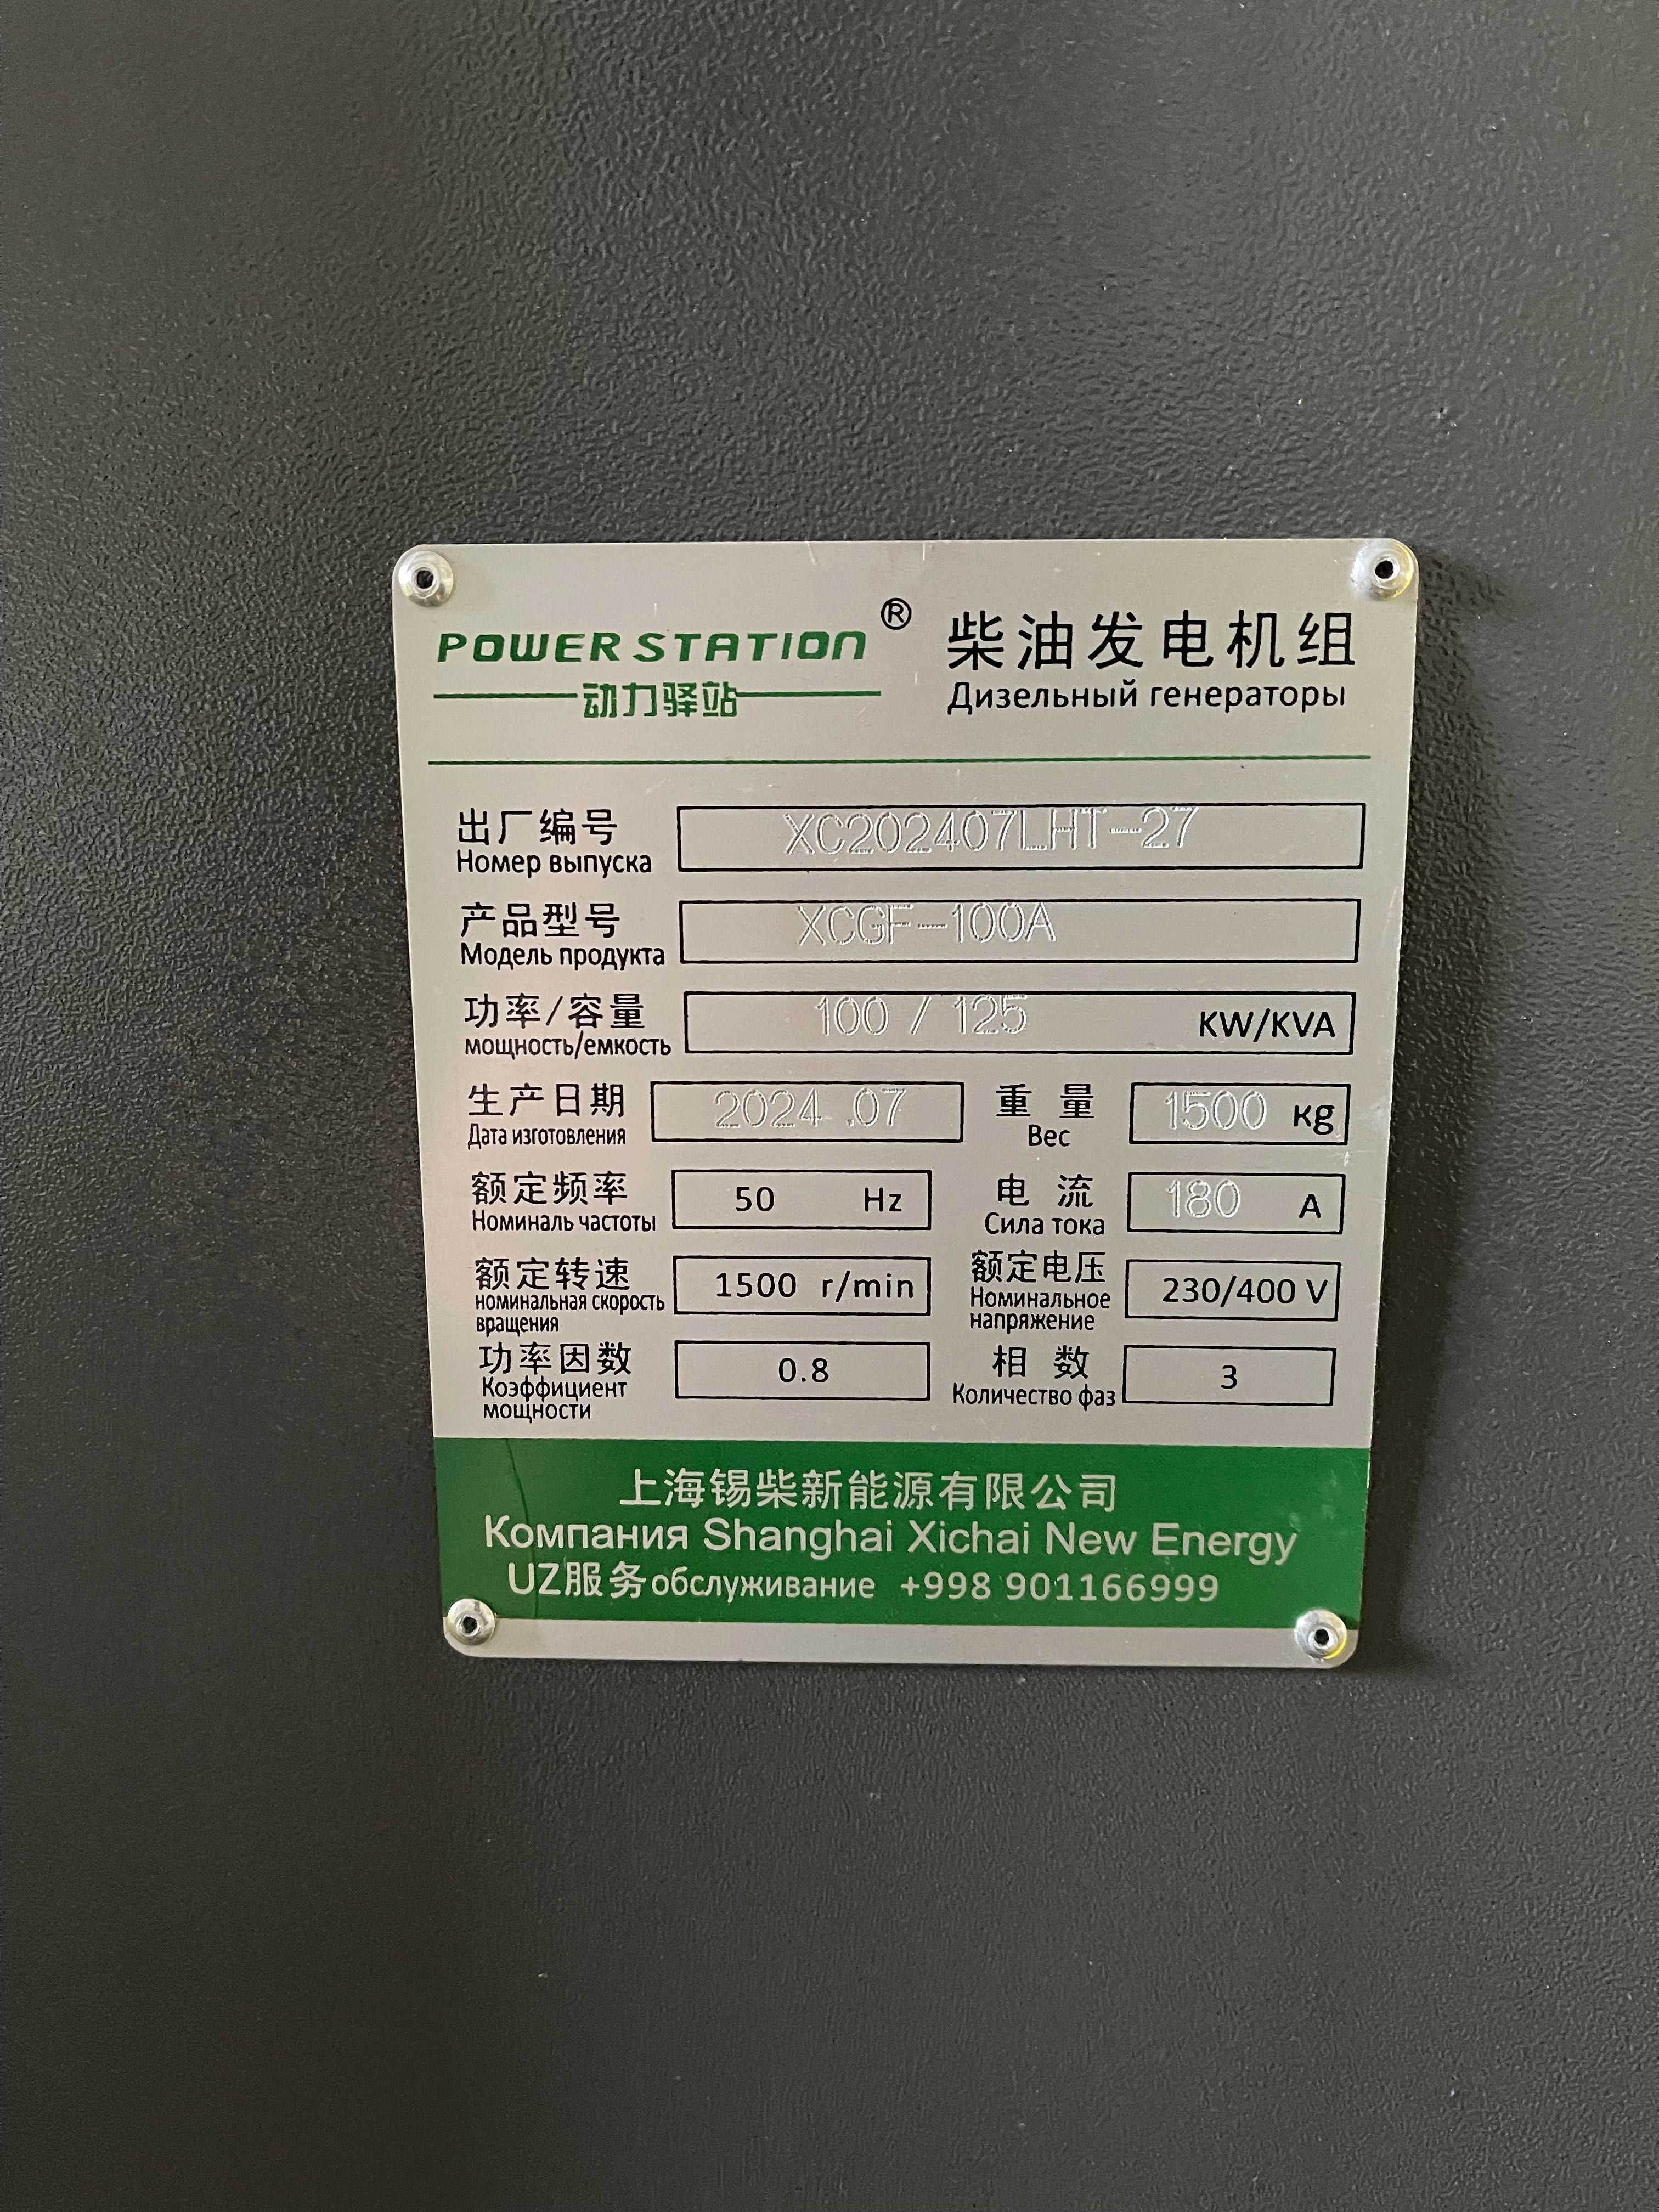 POWER STATION ®
动力驿站
柴油发电机组
Дизельный генераторы
出厂编号
Номер выпуска
XC202407LHT-27
产品型号
Модель продукта
XCGF-100A
功率/容量
мощность/емкость
100 / 125 KW/KVA
生产日期
Дата изготовления
2024.07
重量
Вес
1500 kg
额定频率
Номиналь частоты
50 Hz
电流
Сила тока
180 A
额定转速
номинальная скорость
вращения
1500 r/min
额定电压
Номинальное
напряжение
230/400 V
功率因数
Коэффициент
мощности
0.8
相数
Количество фаз
3
上海锡柴新能源有限公司
Компания Shanghai Xichai New Energy
UZ服务обслуживание +998 901166999